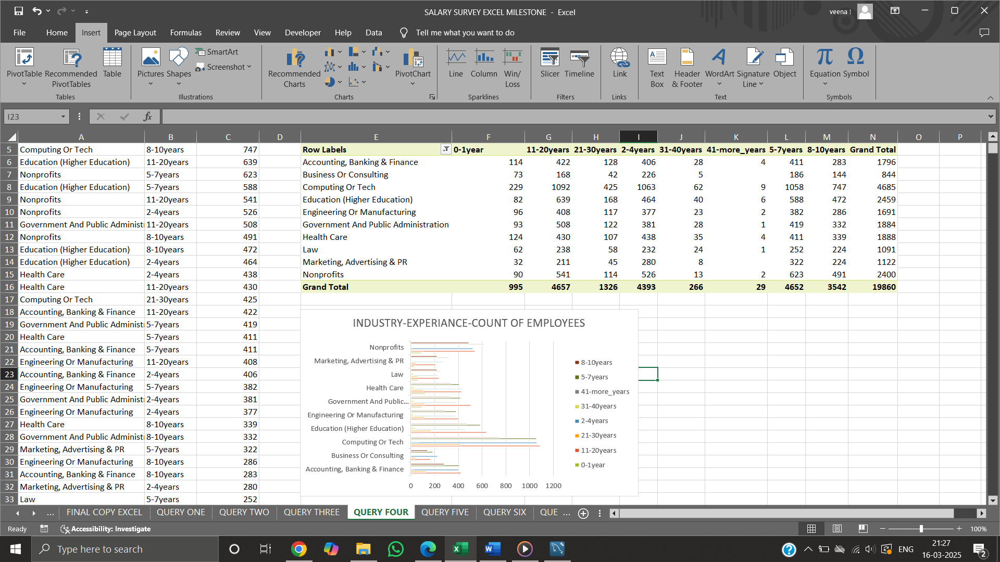 SALARY SURVEY EXCEL MILESTONE - Excel
veena !
File Home Insert Page Layout Formulas Review View Developer Help Data Tell me what you want to do
PivotTable Recommended PivotTables Table
Pictures Shapes SmartArt Screenshot
Recommended Charts PivotChart
Line Column Win/ Loss
Slicer Timeline
Link
Text Box Header & Footer WordArt Signature Line Object
Equation Symbol
Tables Illustrations Charts Sparklines Filters Links Text Symbols
I23 fx
A B C D E F G H I J K L M N O P
5 Computing Or Tech 8-10years 747 Row Labels 0-1year 11-20years 21-30years 2-4years 31-40years 41-more_years 5-7years 8-10years Grand Total
6 Education (Higher Education) 11-20years 639 Accounting, Banking & Finance 114 422 128 406 28 4 411 283 1796
7 Nonprofits 5-7years 623 Business Or Consulting 73 168 42 226 5 186 144 844
8 Education (Higher Education) 5-7years 588 Computing Or Tech 229 1092 425 1063 62 9 1058 747 4685
9 Nonprofits 11-20years 541 Education (Higher Education) 82 639 168 464 40 6 588 472 2459
10 Nonprofits 2-4years 526 Engineering Or Manufacturing 96 408 117 377 23 2 382 286 1691
11 Government And Public Administ 11-20years 508 Government And Public Administration 93 508 122 381 28 1 419 332 1884
12 Nonprofits 8-10years 491 Health Care 124 430 107 438 35 4 411 339 1888
13 Education (Higher Education) 8-10years 472 Law 62 238 58 232 24 1 252 224 1091
14 Education (Higher Education) 2-4years 464 Marketing, Advertising & PR 32 211 45 280 8 322 224 1122
15 Health Care 2-4years 438 Nonprofits 90 541 114 526 13 2 623 491 2400
16 Health Care 11-20years 430 Grand Total 995 4657 1326 4393 266 29 4652 3542 19860
17 Computing Or Tech 21-30years 425
18 Accounting, Banking & Finance 11-20years 422
19 Government And Public Administ 5-7years 419
20 Health Care 5-7years 411
21 Accounting, Banking & Finance 5-7years 411
22 Engineering Or Manufacturing 11-20years 408
23 Accounting, Banking & Finance 2-4years 406
24 Engineering Or Manufacturing 5-7years 382
25 Government And Public Administ 2-4years 381
26 Engineering Or Manufacturing 2-4years 377
27 Health Care 8-10years 339
28 Government And Public Administ 8-10years 332
29 Marketing, Advertising & PR 5-7years 322
30 Engineering Or Manufacturing 8-10years 286
31 Accounting, Banking & Finance 8-10years 283
32 Marketing, Advertising & PR 2-4years 280
33 Law 5-7years 252
INDUSTRY-EXPERIANCE-COUNT OF EMPLOYEES
Nonprofits
Marketing, Advertising & PR
Law
Health Care
Government And Public...
Engineering Or Manufacturing
Education (Higher Education)
Computing Or Tech
Business Or Consulting
Accounting, Banking & Finance
0 200 400 600 800 1000 1200
8-10years
5-7years
41-more_years
31-40years
2-4years
21-30years
11-20years
0-1year
... FINAL COPY EXCEL QUERY ONE QUERY TWO QUERY THREE QUERY FOUR QUERY FIVE QUERY SIX QUE ...
Ready Accessibility: Investigate 100%
Type here to search
ENG
21:27
16-03-2025
2